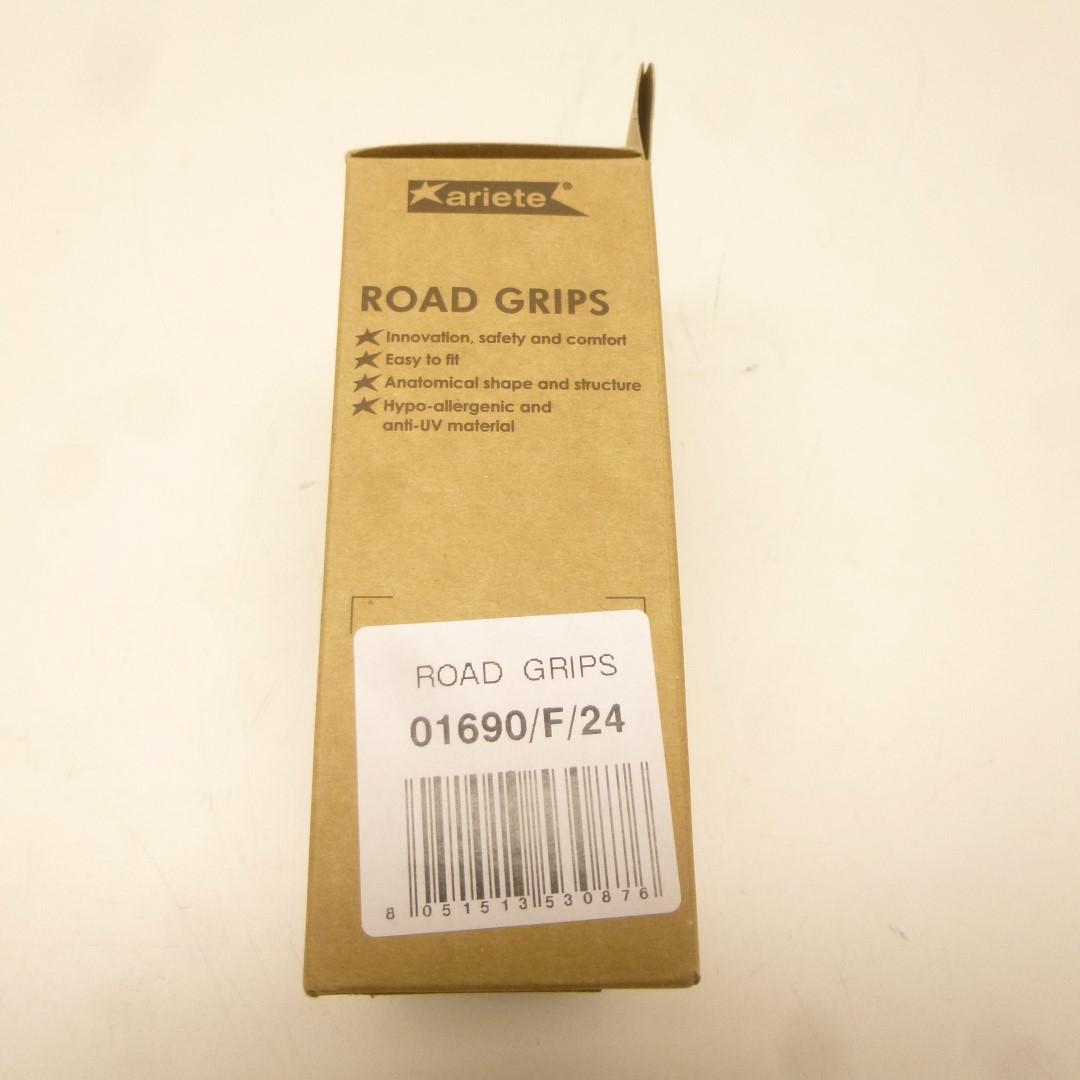 ariete®
ROAD GRIPS
Innovation, safety and comfort
Easy to fit
Anatomical shape and structure
Hypo-allergenic and
anti-UV material
ROAD GRIPS
01690/F/24
8 051513 530876